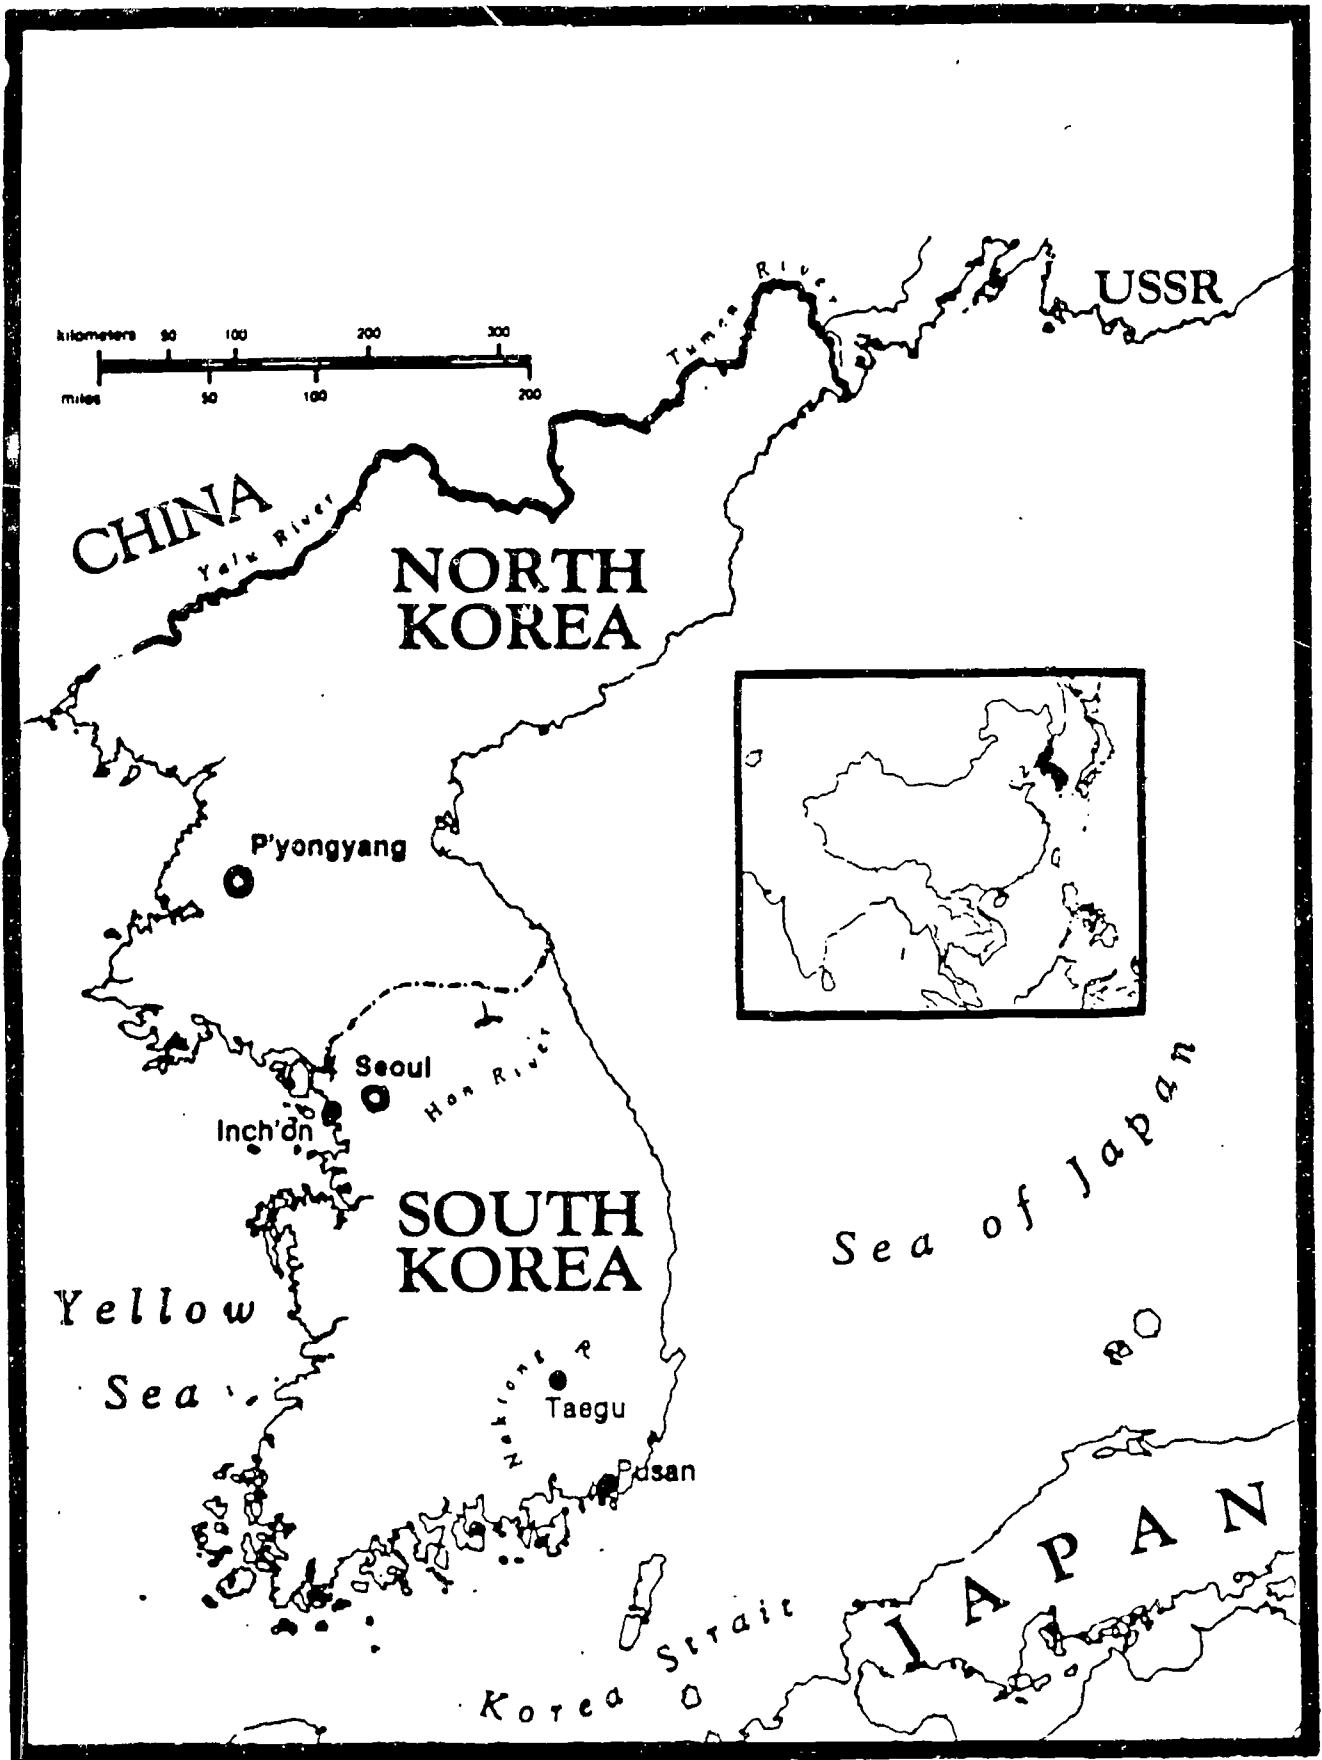 Tumen River
USSR
kilometers 50 100 200 300
miles 50 100 200
CHINA
Yalu River
NORTH
KOREA
P'yongyang
Seoul
Han River
Inch'on
SOUTH
KOREA
Sea of Japan
Yellow
Sea
Naktong R
Taegu
Pusan
JAPAN
Korea Strait